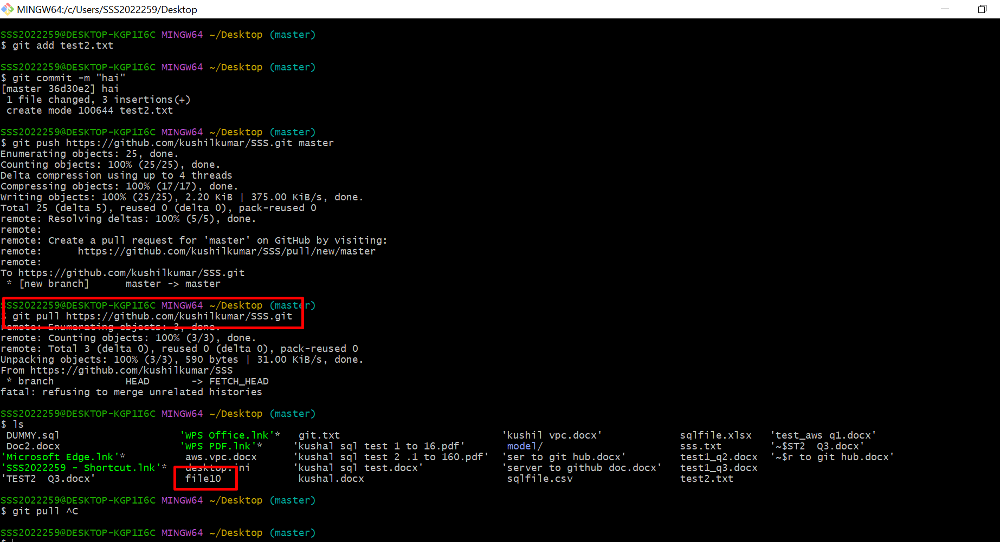 MINGW64:/c/Users/SSS2022259/Desktop
SSS2022259@DESKTOP-KGP1I6C MINGW64 ~/Desktop (master)
$ git add test2.txt
SSS2022259@DESKTOP-KGP1I6C MINGW64 ~/Desktop (master)
$ git commit -m "hai"
[master 36d30e2] hai
1 file changed, 3 insertions(+)
create mode 100644 test2.txt
SSS2022259@DESKTOP-KGP1I6C MINGW64 ~/Desktop (master)
$ git push https://github.com/kushilkumar/SSS.git master
Enumerating objects: 25, done.
Counting objects: 100% (25/25), done.
Delta compression using up to 4 threads
Compressing objects: 100% (17/17), done.
Writing objects: 100% (25/25), 2.20 KiB | 375.00 KiB/s, done.
Total 25 (delta 5), reused 0 (delta 0), pack-reused 0
remote: Resolving deltas: 100% (5/5), done.
remote:
remote: Create a pull request for 'master' on GitHub by visiting:
remote:      https://github.com/kushilkumar/SSS/pull/new/master
remote:
To https://github.com/kushilkumar/SSS.git
* [new branch]      master -> master
SSS2022259@DESKTOP-KGP1I6C MINGW64 ~/Desktop (master)
$ git pull https://github.com/kushilkumar/SSS.git
remote: Enumerating objects: 3, done.
remote: Counting objects: 100% (3/3), done.
remote: Total 3 (delta 0), reused 0 (delta 0), pack-reused 0
Unpacking objects: 100% (3/3), 590 bytes | 31.00 KiB/s, done.
From https://github.com/kushilkumar/SSS
* branch            HEAD       -> FETCH_HEAD
fatal: refusing to merge unrelated histories
SSS2022259@DESKTOP-KGP1I6C MINGW64 ~/Desktop (master)
$ ls
DUMMY.sql 'WPS Office.lnk'* git.txt 'kushil vpc.docx' sqlfile.xlsx 'test_aws q1.docx'
Doc2.docx 'WPS PDF.lnk'* 'kushal sql test 1 to 16.pdf' model/ sss.txt '~$ST2  Q3.docx'
'Microsoft Edge.lnk'* aws.vpc.docx 'kushal sql test 2 .1 to 160.pdf' 'ser to git hub.docx' test1_q2.docx '~$r to git hub.docx'
'SSS2022259 - Shortcut.lnk'* desktop.ini 'kushal sql test.docx' 'server to github doc.docx' test1_q3.docx
'TEST2  Q3.docx' file10 kushal.docx sqlfile.csv test2.txt
SSS2022259@DESKTOP-KGP1I6C MINGW64 ~/Desktop (master)
$ git pull ^C
SSS2022259@DESKTOP-KGP1I6C MINGW64 ~/Desktop (master)
$